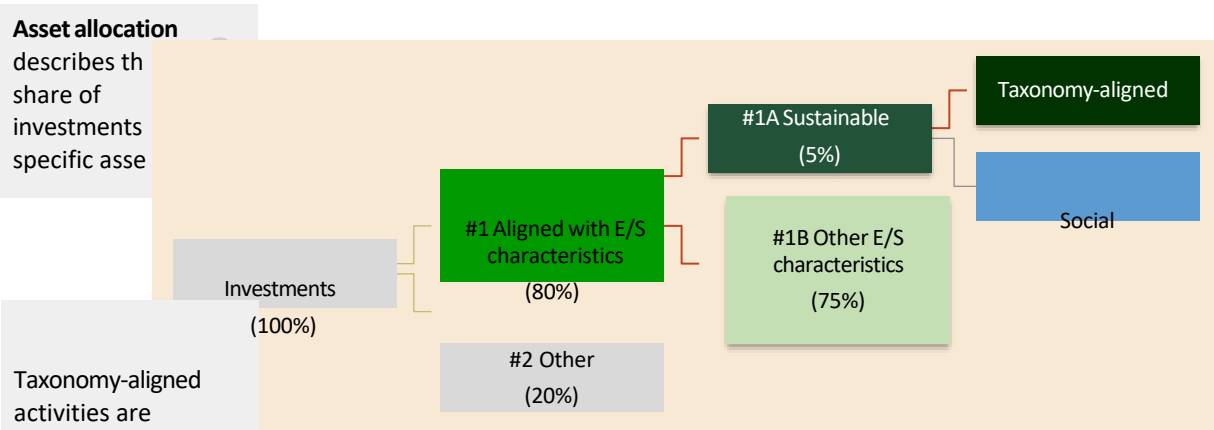 Asset allocation
describes th
share of
investments
specific asse
Taxonomy-aligned
activities are
Investments
(100%)
#1 Aligned with E/S
characteristics
(80%)
#2 Other
(20%)
#1A Sustainable
(5%)
#1B Other E/S
characteristics
(75%)
Taxonomy-aligned
Social